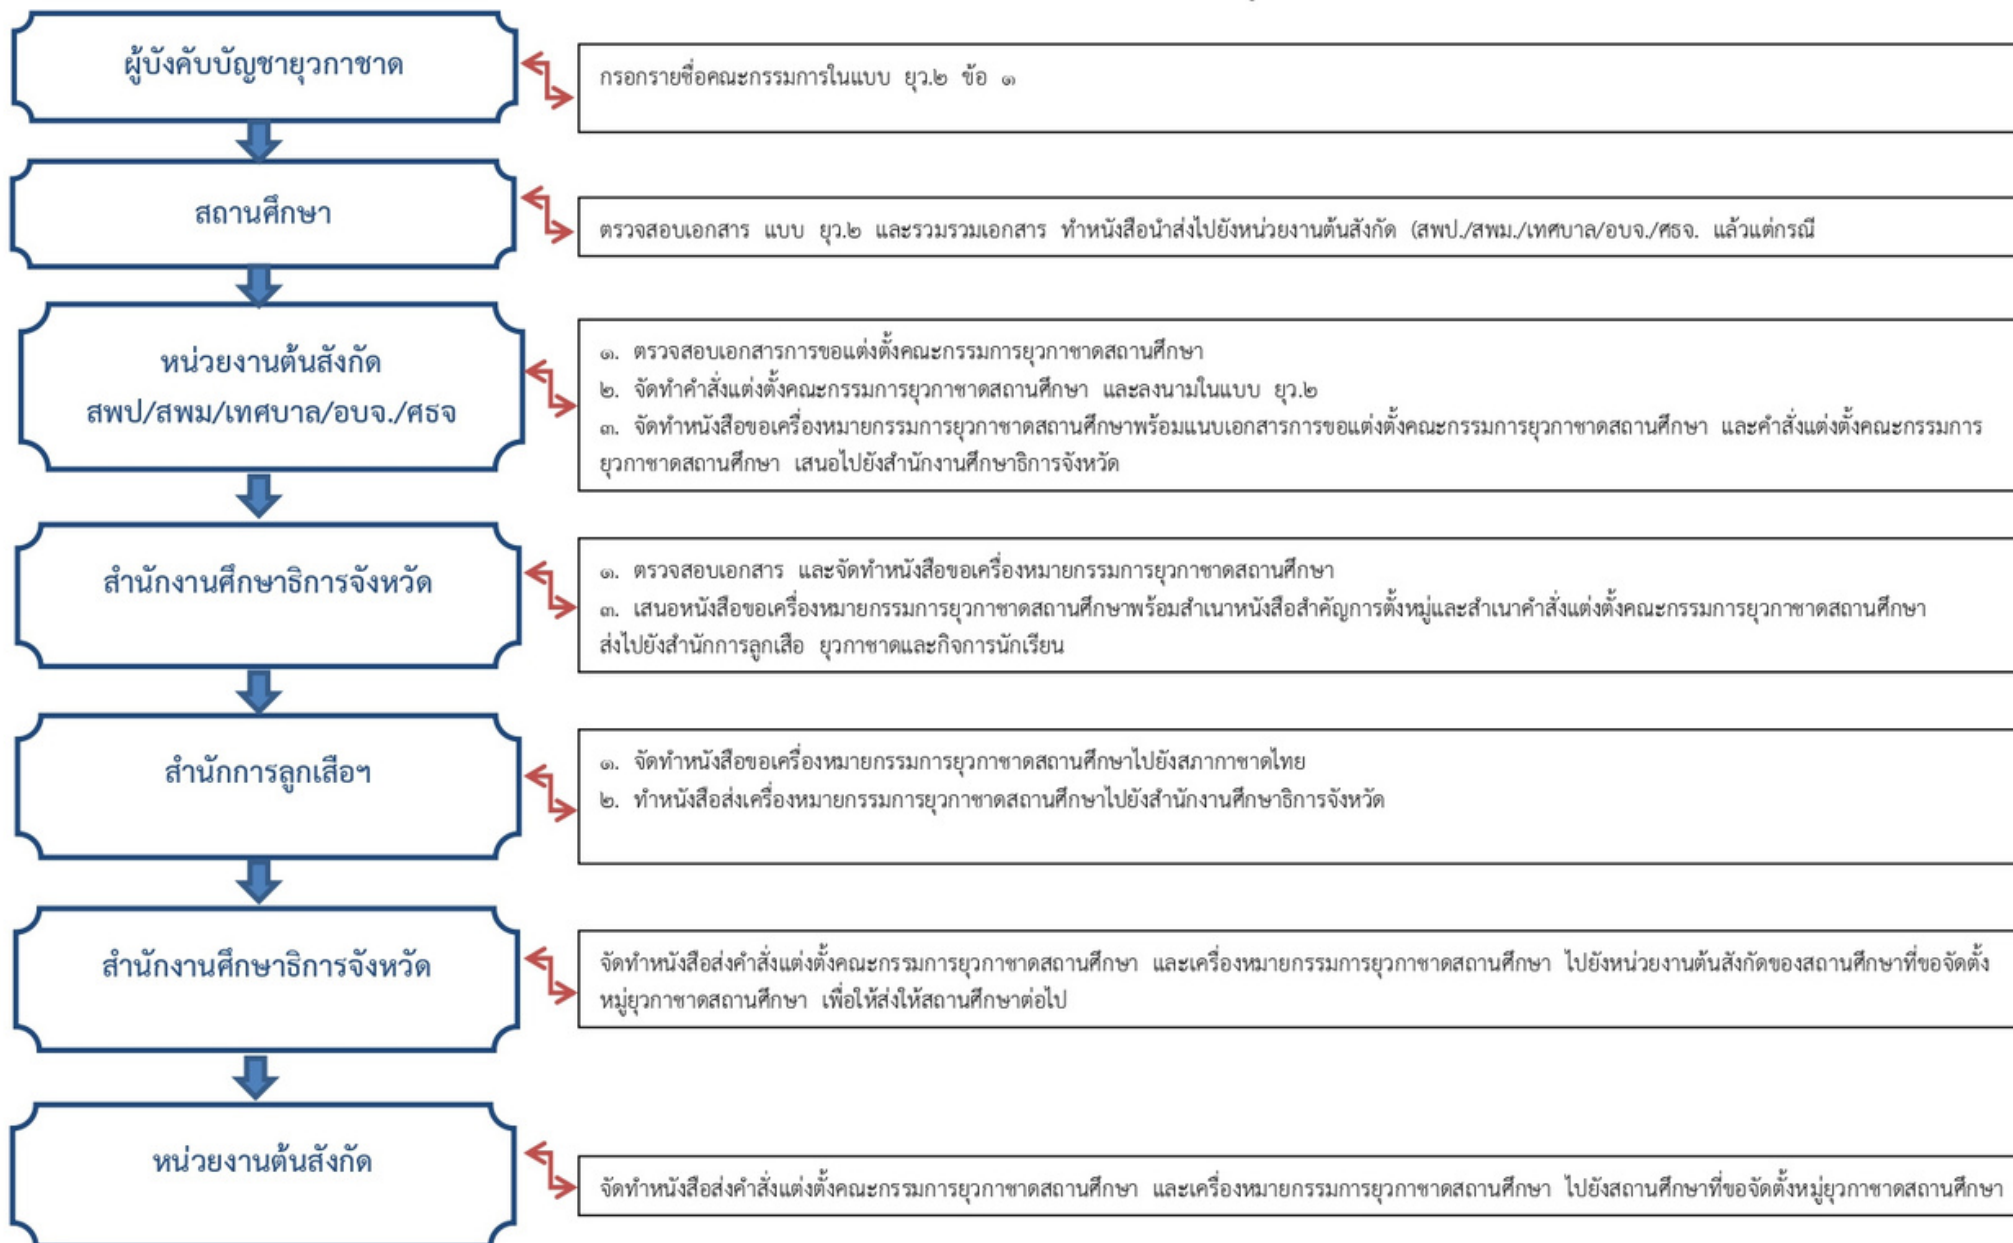 ผู้บังคับบัญชายุวกาชาด
กรอกรายชื่อคณะกรรมการในแบบ ยุว.๒ ข้อ ๑
สถานศึกษา
ตรวจสอบเอกสาร แบบ ยุว.๒ และรวมรวมเอกสาร ทำหนังสือนำส่งไปยังหน่วยงานต้นสังกัด (สพป./สพม./เทศบาล/อบจ./ศธจ. แล้วแต่กรณี
หน่วยงานต้นสังกัด
สพป/สพม/เทศบาล/อบจ./ศธจ
๑. ตรวจสอบเอกสารการขอแต่งตั้งคณะกรรมการยุวกาชาดสถานศึกษา
๒. จัดทำคำสั่งแต่งตั้งคณะกรรมการยุวกาชาดสถานศึกษา และลงนามในแบบ ยุว.๒
๓. จัดทำหนังสือขอเครื่องหมายกรรมการยุวกาชาดสถานศึกษาพร้อมแนบเอกสารการขอแต่งตั้งคณะกรรมการยุวกาชาดสถานศึกษา และคำสั่งแต่งตั้งคณะกรรมการ
ยุวกาชาดสถานศึกษา เสนอไปยังสำนักงานศึกษาธิการจังหวัด
สำนักงานศึกษาธิการจังหวัด
๑. ตรวจสอบเอกสาร และจัดทำหนังสือขอเครื่องหมายกรรมการยุวกาชาดสถานศึกษา
๓. เสนอหนังสือขอเครื่องหมายกรรมการยุวกาชาดสถานศึกษาพร้อมสำเนาหนังสือสำคัญการตั้งหมู่และสำเนาคำสั่งแต่งตั้งคณะกรรมการยุวกาชาดสถานศึกษา
ส่งไปยังสำนักการลูกเสือ ยุวกาชาดและกิจการนักเรียน
สำนักการลูกเสือฯ
๑. จัดทำหนังสือขอเครื่องหมายกรรมการยุวกาชาดสถานศึกษาไปยังสภากาชาดไทย
๒. ทำหนังสือส่งเครื่องหมายกรรมการยุวกาชาดสถานศึกษาไปยังสำนักงานศึกษาธิการจังหวัด
สำนักงานศึกษาธิการจังหวัด
จัดทำหนังสือส่งคำสั่งแต่งตั้งคณะกรรมการยุวกาชาดสถานศึกษา และเครื่องหมายกรรมการยุวกาชาดสถานศึกษา ไปยังหน่วยงานต้นสังกัดของสถานศึกษาที่ขอจัดตั้ง
หมู่ยุวกาชาดสถานศึกษา เพื่อให้ส่งให้สถานศึกษาต่อไป
หน่วยงานต้นสังกัด
จัดทำหนังสือส่งคำสั่งแต่งตั้งคณะกรรมการยุวกาชาดสถานศึกษา และเครื่องหมายกรรมการยุวกาชาดสถานศึกษา ไปยังสถานศึกษาที่ขอจัดตั้งหมู่ยุวกาชาดสถานศึกษา